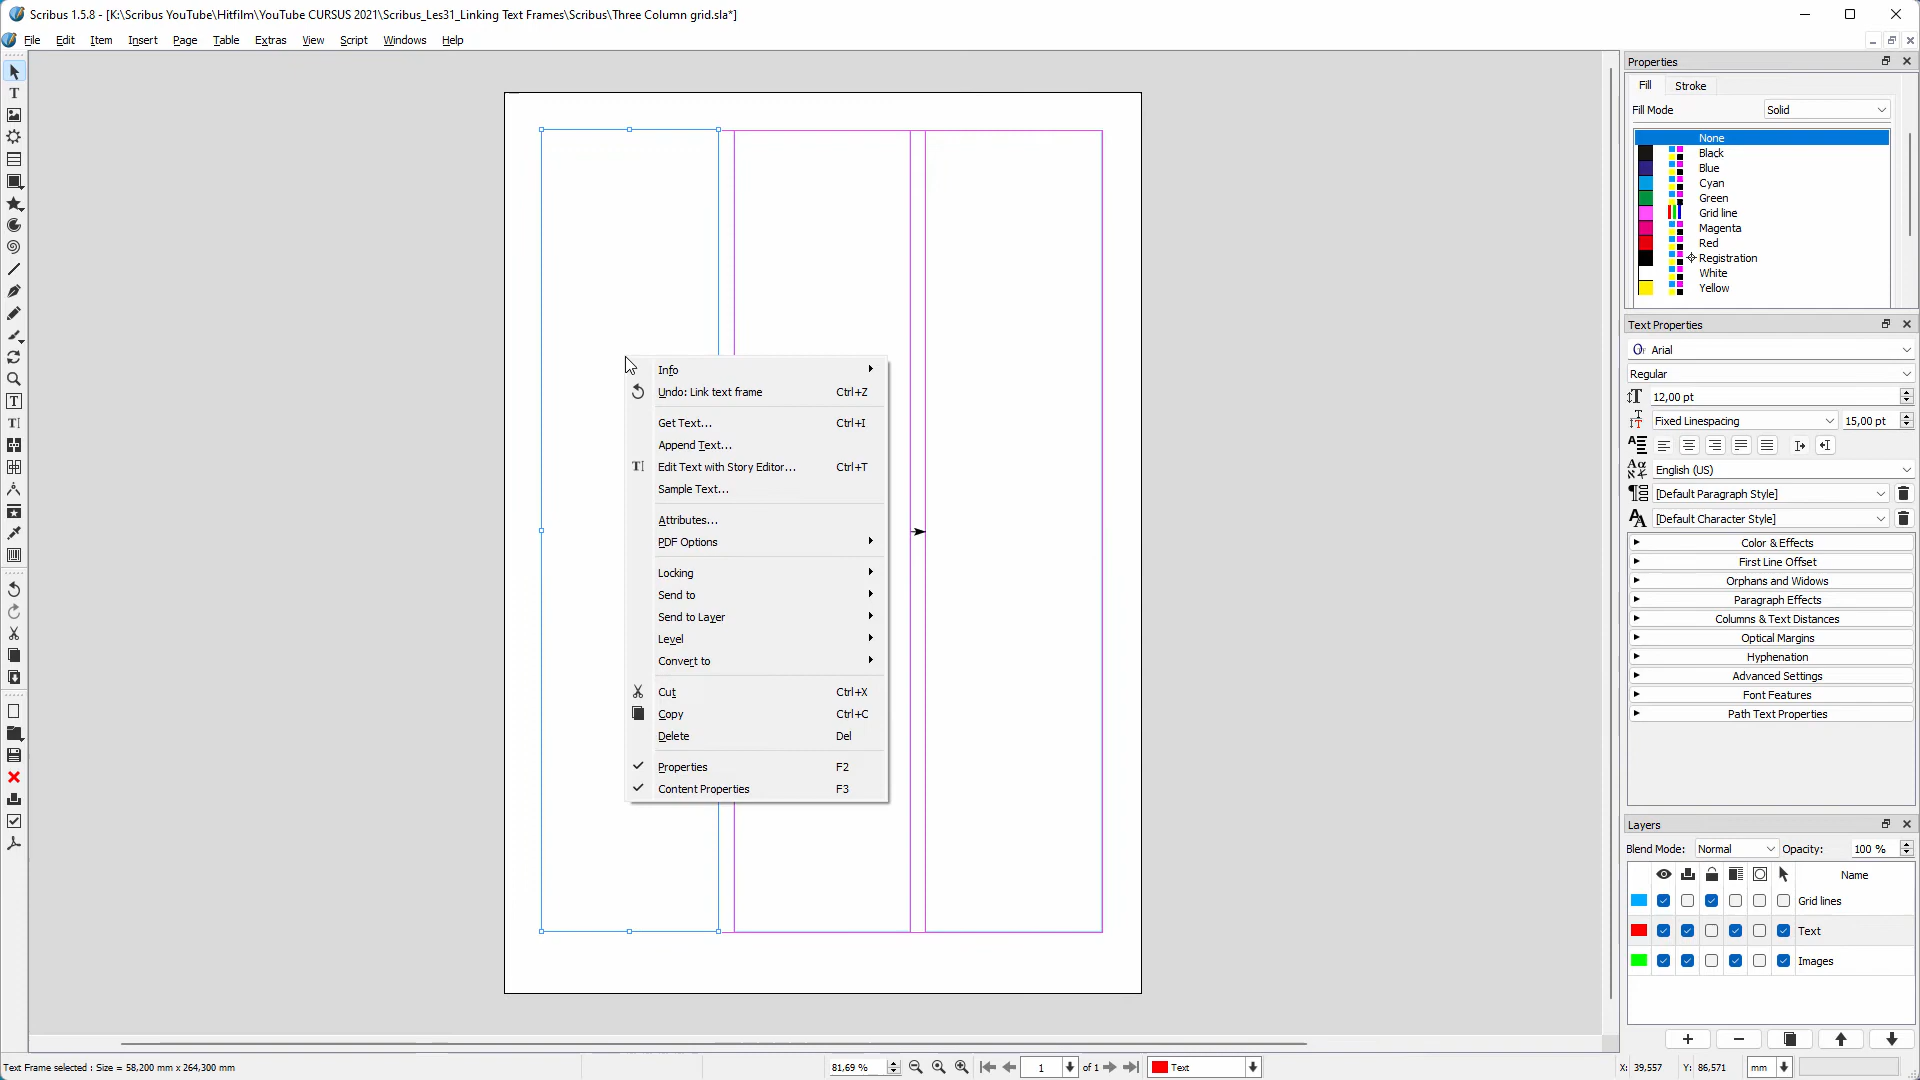 Scribus 1.5.8 - [K:\Scribus YouTube\Hitfilm\YouTube CURSUS 2021\Scribus_Les31_Linking Text Frames\Scribus\Three Column grid.sla*]
File Edit Item Insert Page Table Extras View Script Windows Help
Info
Undo: Link text frame Ctrl+Z
Get Text... Ctrl+I
Append Text...
Edit Text with Story Editor... Ctrl+T
Sample Text...
Attributes...
PDF Options
Locking
Send to
Send to Layer
Level
Convert to
Cut Ctrl+X
Copy Ctrl+C
Delete Del
Properties F2
Content Properties F3
Properties
Fill Stroke
Fill Mode Solid
None
Black
Blue
Cyan
Green
Grid line
Magenta
Red
Registration
White
Yellow
Text Properties
Arial
Regular
12,00 pt
Fixed Linespacing 15,00 pt
English (US)
[Default Paragraph Style]
[Default Character Style]
Color & Effects
First Line Offset
Orphans and Widows
Paragraph Effects
Columns & Text Distances
Optical Margins
Hyphenation
Advanced Settings
Font Features
Path Text Properties
Layers
Blend Mode: Normal Opacity: 100 %
Name
Grid lines
Text
Images
Text Frame selected : Size = 58,200 mm x 264,300 mm
81,69 % 1 of 1 Text X: 39,557 Y: 86,571 mm